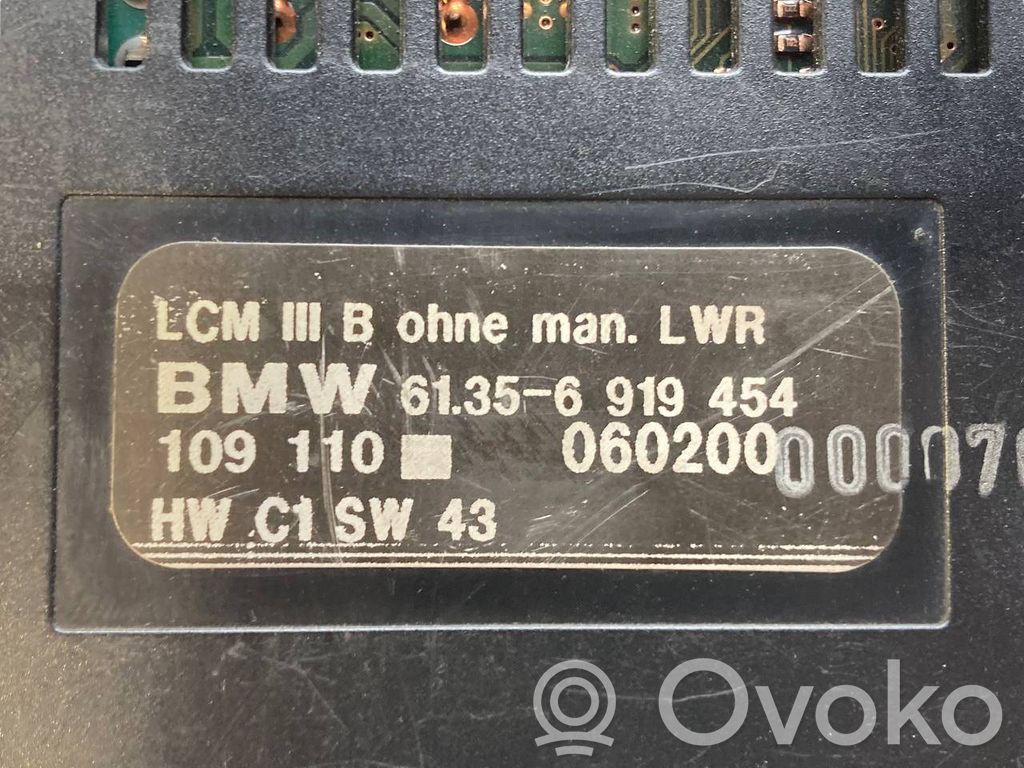 LCM III B ohne man. LWR
BMW 61.35-6 919 454
109 110 060200
HW C1 SW 43
Ovoko